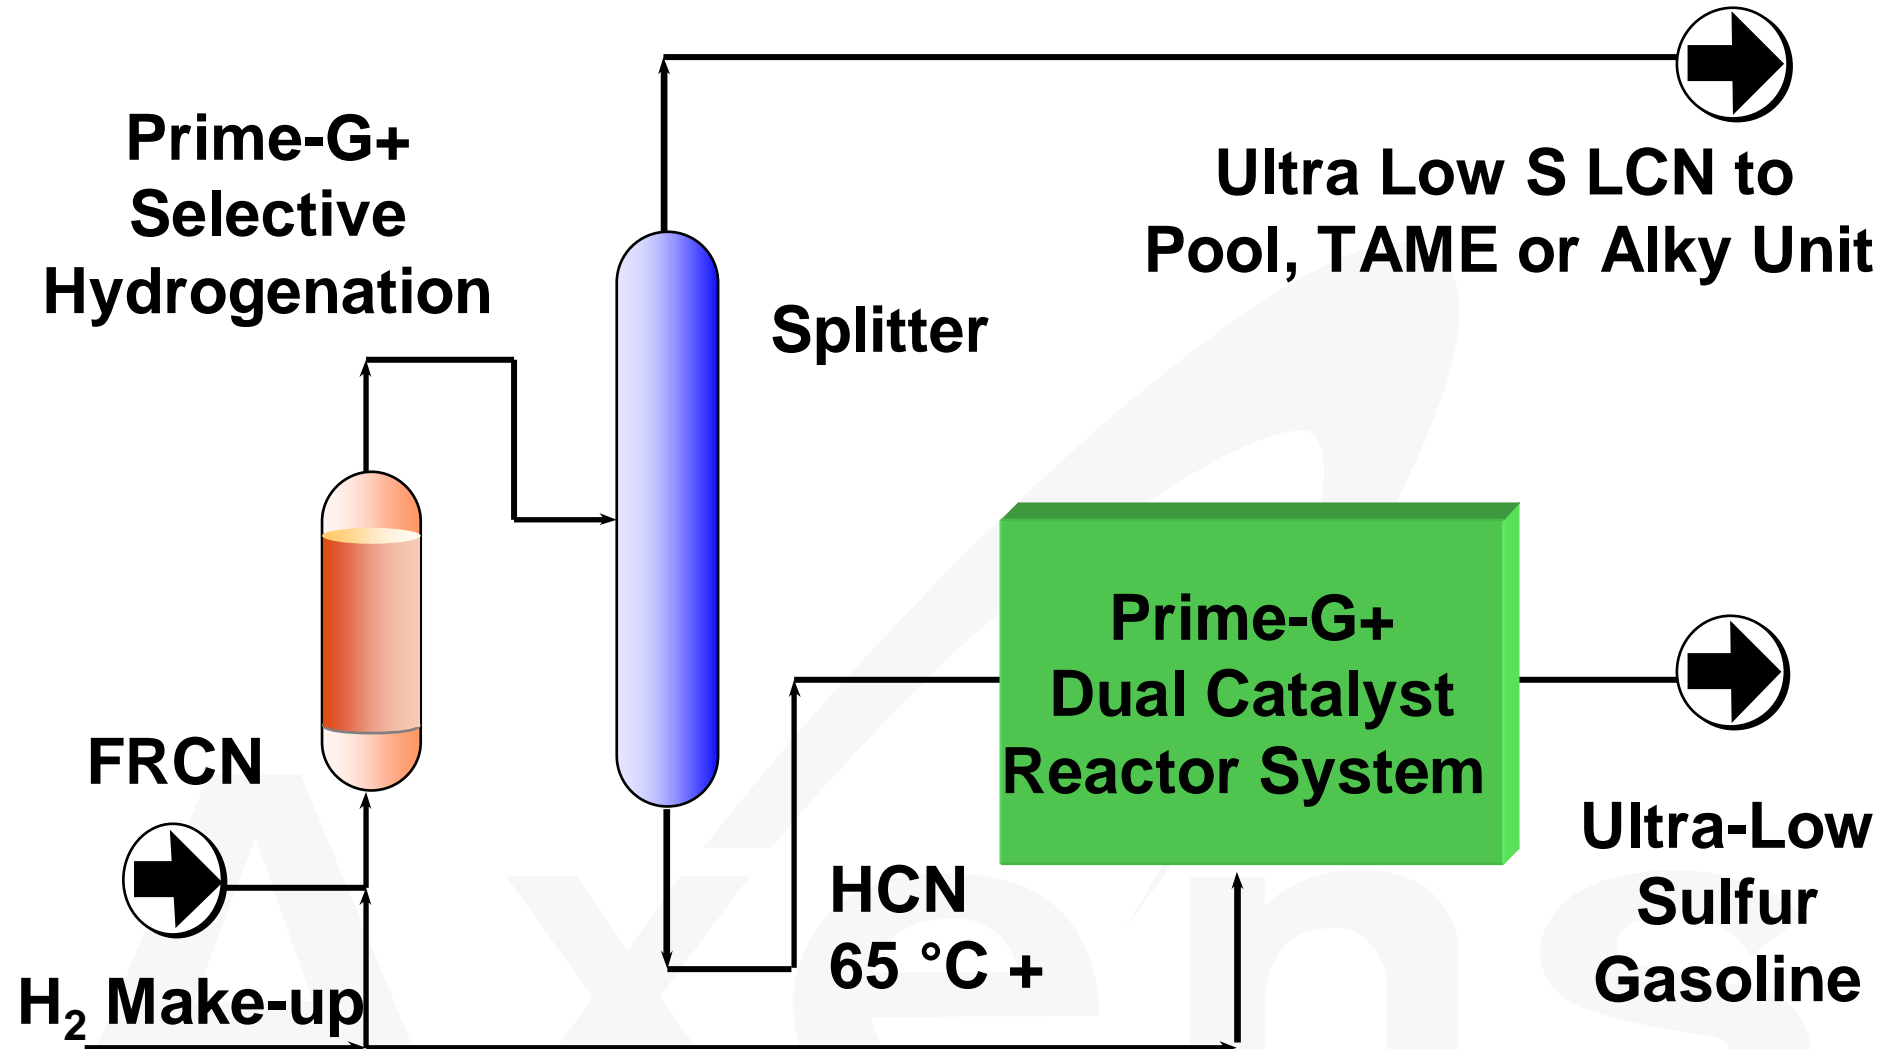 Prime-G+
Selective
Hydrogenation
Ultra Low S LCN to
Pool, TAME or Alky Unit
Splitter
Prime-G+
Dual Catalyst
Reactor System
FRCN
HCN
65 °C +
Ultra-Low
Sulfur
Gasoline
H₂ Make-up
Axens